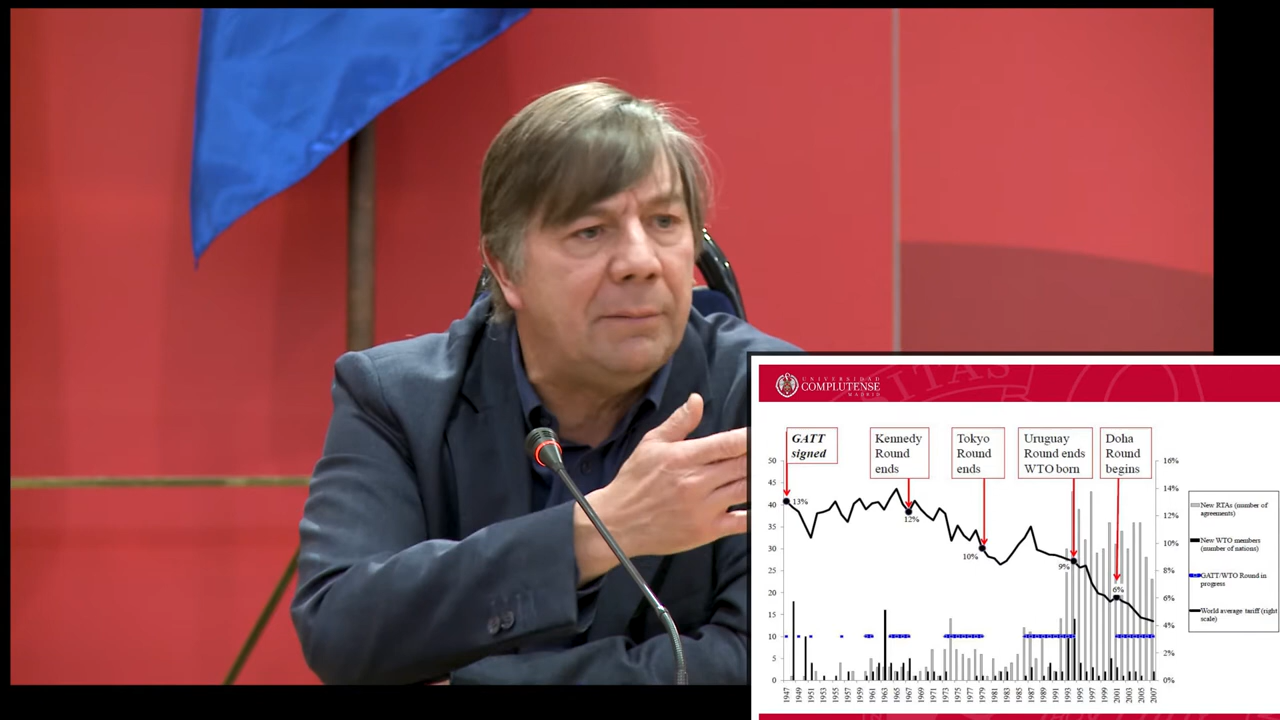 UNIVERSIDAD
COMPLUTENSE
MADRID
GATT
signed
Kennedy
Round
ends
Tokyo
Round
ends
Uruguay
Round ends
WTO born
Doha
Round
begins
50
45
40
35
30
25
20
15
10
5
0
16%
14%
12%
10%
8%
6%
4%
2%
0%
13%
12%
10%
9%
6%
1947
1949
1951
1953
1955
1957
1959
1961
1963
1965
1967
1969
1971
1973
1975
1977
1979
1981
1983
1985
1987
1989
1991
1993
1995
1997
1999
2001
2003
2005
2007
New RTAs (number of
agreements)
New WTO members
(number of nations)
GATT/WTO Round in
progress
World average tariff (right
scale)